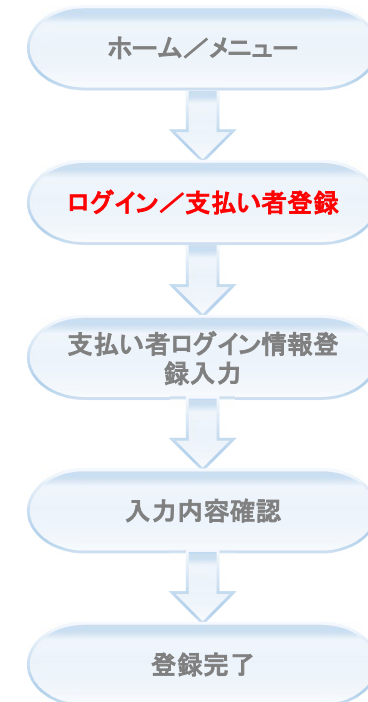 ホーム／メニュー
ログイン／支払い者登録
支払い者ログイン情報登
録入力
入力内容確認
登録完了